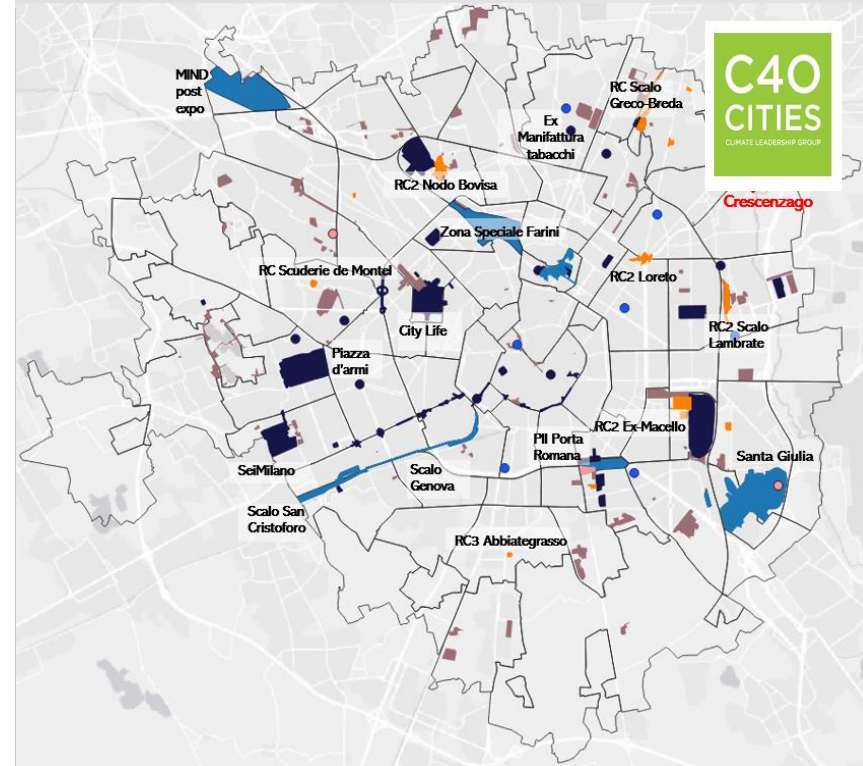 C40
CITIES
CLIMATE LEADERSHIP GROUP
MIND
post
expo
RC Scalo
Greco-Breda
Ex
Manifattura
tabacchi
RC2 Nodo Bovisa
Crescenzago
Zona Speciale Farini
RC Scuderie de Montel
RC2 Loreto
City Life
RC2 Scalo
Lambrate
Piazza
d'armi
RC2 Ex-Macello
PII Porta
Romana
Santa Giulia
SeiMilano
Scalo
Genova
Scalo San
Cristoforo
RC3 Abbiategrasso